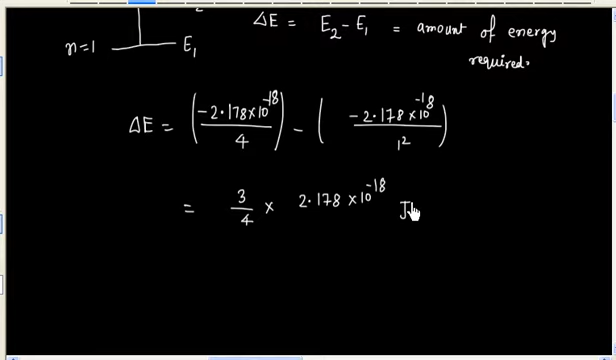 2
ΔE = E₂ - E₁ = amount of energy
n=1 E₁ required.
ΔE = (-2.178×10⁻¹⁸/4) - (-2.178×10⁻¹⁸/1²)
= 3/4 × 2.178×10⁻¹⁸ J